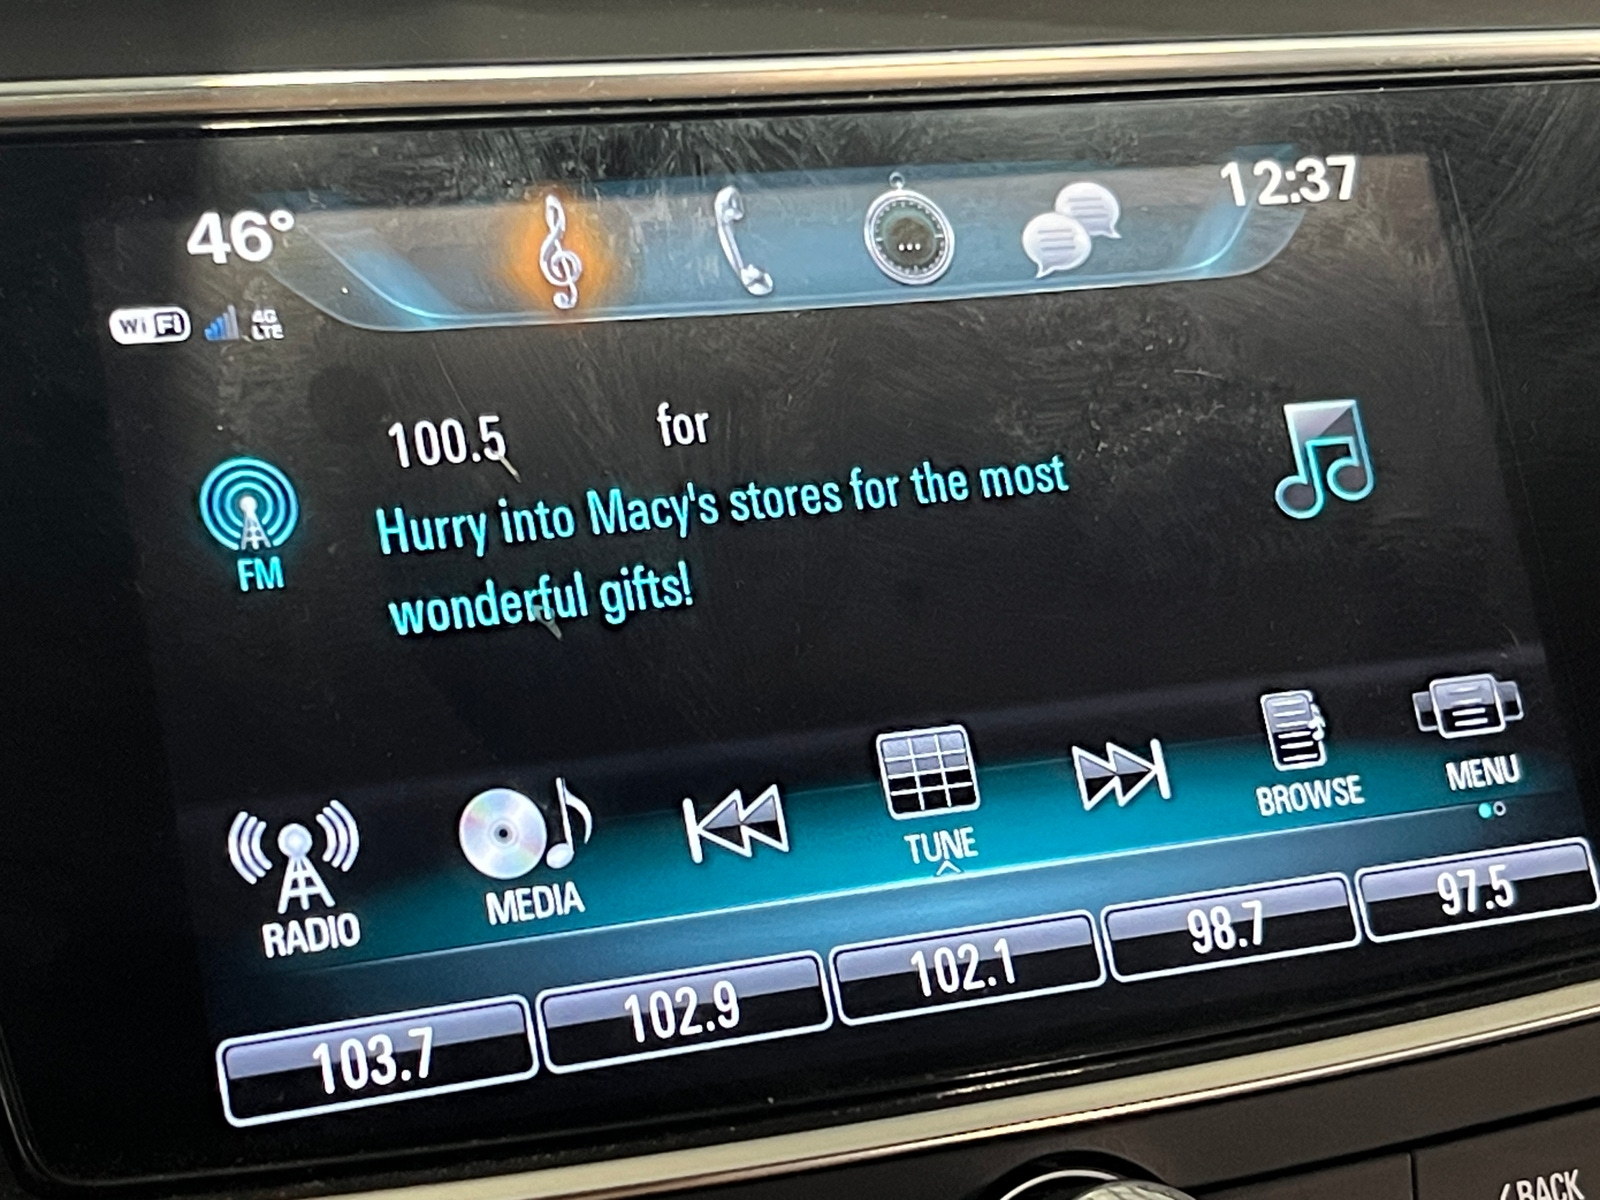 46°
12:37
WiFi 4G LTE
...
100.5 for
Hurry into Macy's stores for the most
wonderful gifts!
FM
RADIO
MEDIA
TUNE
BROWSE
MENU
103.7
102.9
102.1
98.7
97.5
BACK